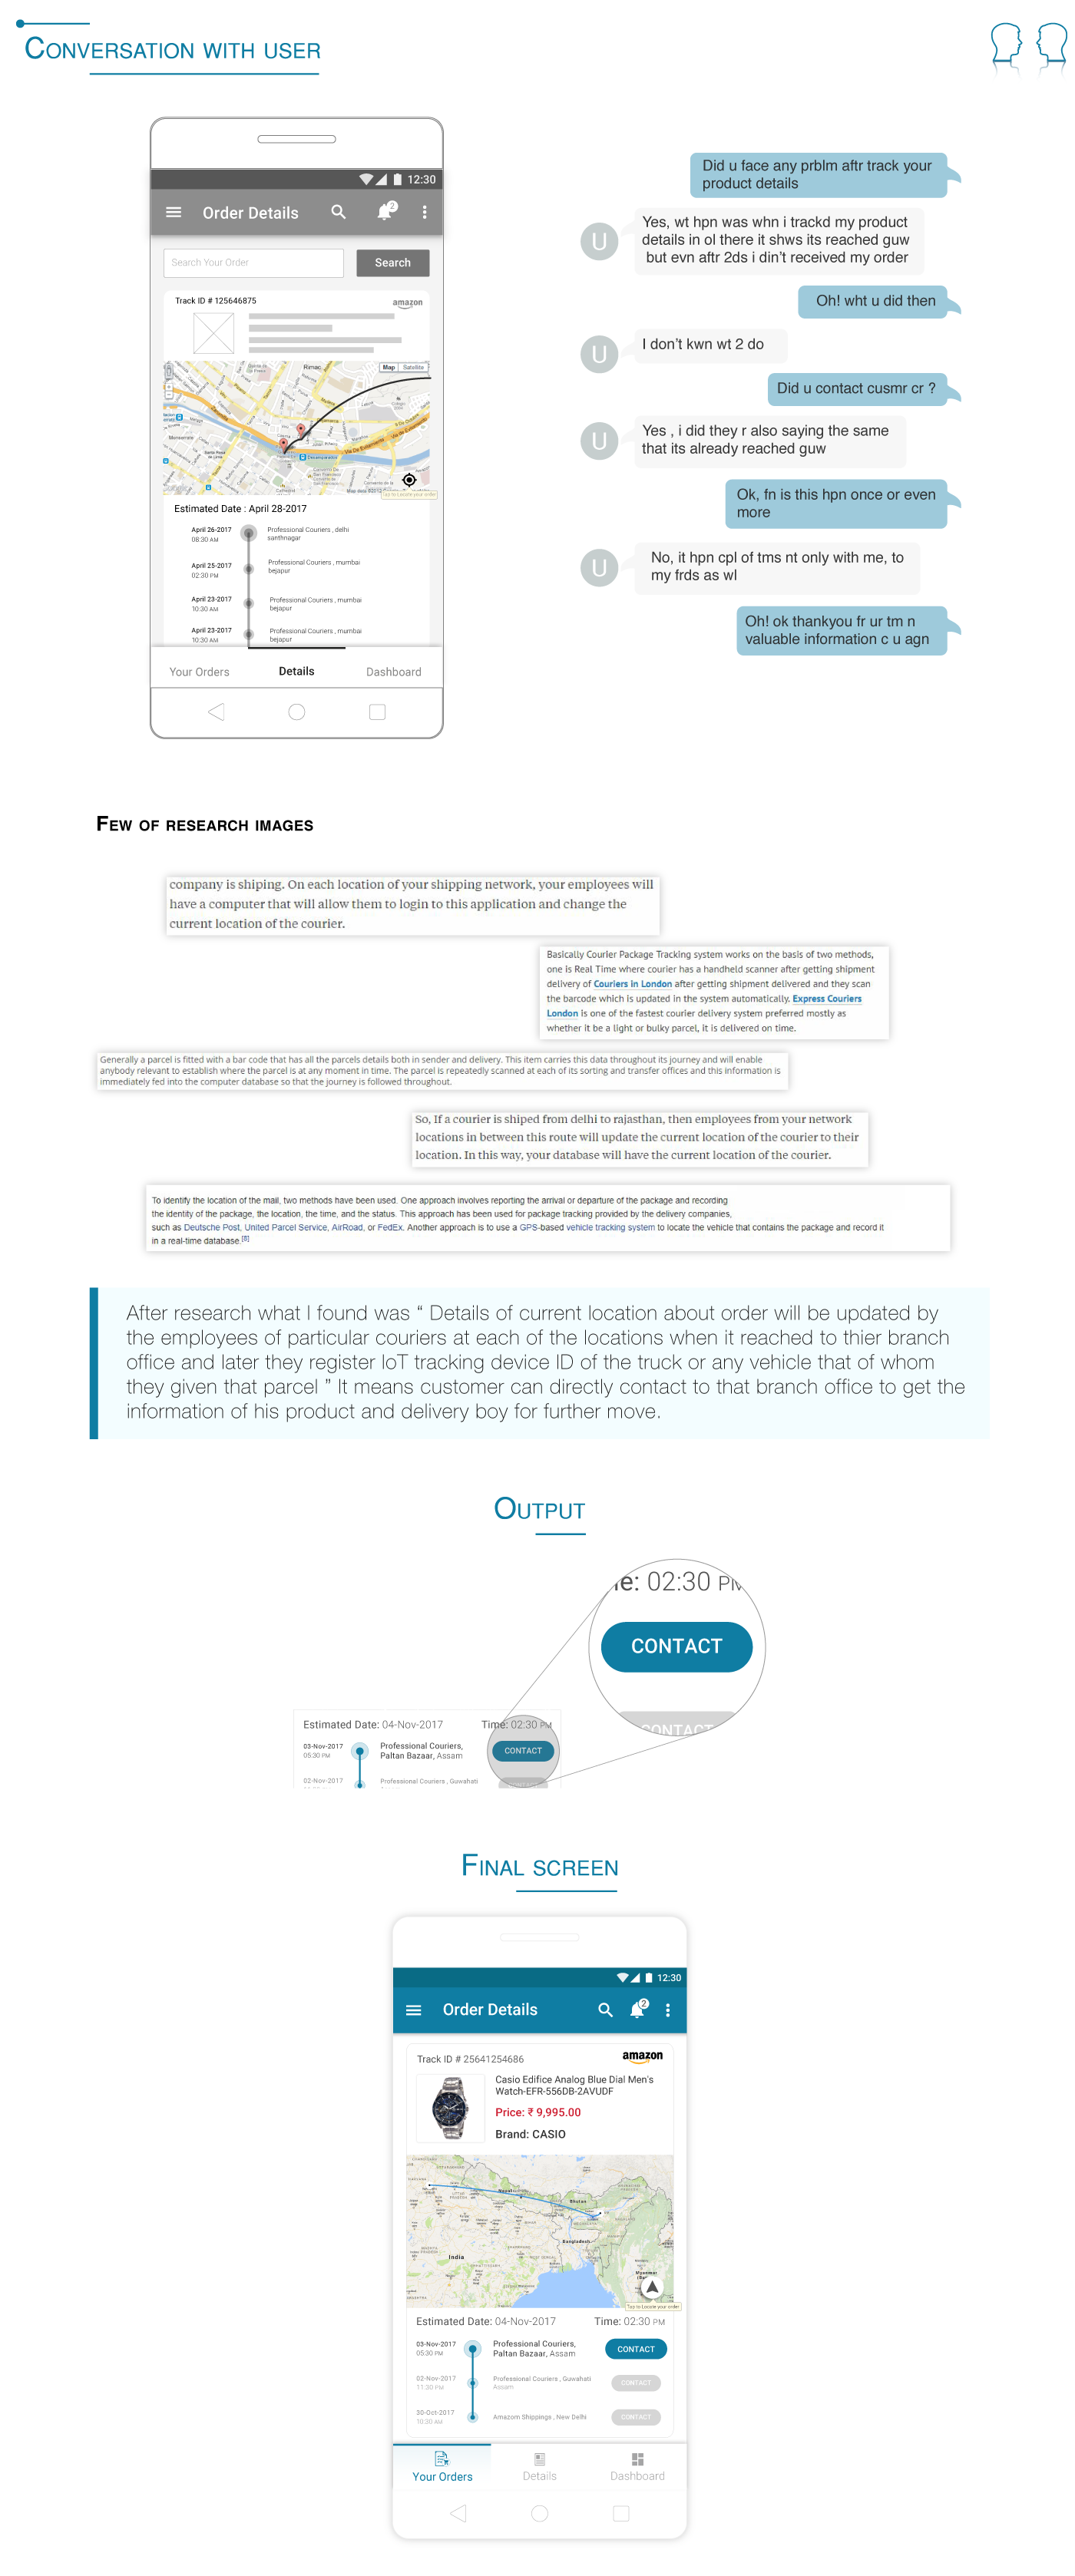 Conversation with user
12:30
Order Details
2
Search Your Order
Search
Track ID # 125646875
amazon
Rimac
Map
Satellite
Tap to Locate your order
Estimated Date : April 28-2017
April 26-2017
08:30 AM
Professional Couriers , delhi
santhnagar
April 25-2017
02:30 PM
Professional Couriers , mumbai
bejapur
April 23-2017
10:30 AM
Professional Couriers , mumbai
bejapur
April 23-2017
10:30 AM
Professional Couriers , mumbai
bejapur
Your Orders
Details
Dashboard
Did u face any prblm aftr track your
product details
U
Yes, wt hpn was whn i trackd my product
details in ol there it shws its reached guw
but evn aftr 2ds i din't received my order
Oh! wht u did then
U
I don't kwn wt 2 do
Did u contact cusmr cr ?
U
Yes , i did they r also saying the same
that its already reached guw
Ok, fn is this hpn once or even
more
U
No, it hpn cpl of tms nt only with me, to
my frds as wl
Oh! ok thankyou fr ur tm n
valuable information c u agn
Few of research images
company is shiping. On each location of your shipping network, your employees will
have a computer that will allow them to login to this application and change the
current location of the courier.
Basically Courier Package Tracking system works on the basis of two methods,
one is Real Time where courier has a handheld scanner after getting shipment
delivery of Couriers in London after getting shipment delivered and they scan
the barcode which is updated in the system automatically. Express Couriers
London is one of the fastest courier delivery system preferred mostly as
whether it be a light or bulky parcel, it is delivered on time.
Generally a parcel is fitted with a bar code that has all the parcels details both in sender and delivery. This item carries this data throughout its journey and will enable
anybody relevant to establish where the parcel is at any moment in time. The parcel is repeatedly scanned at each of its sorting and transfer offices and this information is
immediately fed into the computer database so that the journey is followed throughout.
So, If a courier is shiped from delhi to rajasthan, then employees from your network
locations in between this route will update the current location of the courier to their
location. In this way, your database will have the current location of the courier.
To identify the location of the mail, two methods have been used. One approach involves reporting the arrival or departure of the package and recording
the identity of the package, the location, the time, and the status. This approach has been used for package tracking provided by the delivery companies,
such as Deutsche Post, United Parcel Service, AirRoad, or FedEx. Another approach is to use a GPS-based vehicle tracking system to locate the vehicle that contains the package and record it
in a real-time database.[8]
After research what I found was “ Details of current location about order will be updated by
the employees of particular couriers at each of the locations when it reached to thier branch
office and later they register IoT tracking device ID of the truck or any vehicle that of whom
they given that parcel ” It means customer can directly contact to that branch office to get the
information of his product and delivery boy for further move.
Output
e: 02:30 PM
CONTACT
CONTACT
Estimated Date: 04-Nov-2017
Time: 02:30 PM
03-Nov-2017
05:30 PM
Professional Couriers,
Paltan Bazaar, Assam
CONTACT
02-Nov-2017
Professional Couriers , Guwahati
Final screen
12:30
Order Details
2
Track ID # 25641254686
amazon
Casio Edifice Analog Blue Dial Men's
Watch-EFR-556DB-2AVUDF
Price: ₹ 9,995.00
Brand: CASIO
Nepal
Bhutan
Bangladesh
India
Tap to Locate your order
Estimated Date: 04-Nov-2017
Time: 02:30 PM
03-Nov-2017
05:30 PM
Professional Couriers,
Paltan Bazaar, Assam
CONTACT
02-Nov-2017
11:30 PM
Professional Couriers , Guwahati
Assam
CONTACT
30-Oct-2017
10:30 AM
Amazom Shippings , New Delhi
CONTACT
Your Orders
Details
Dashboard